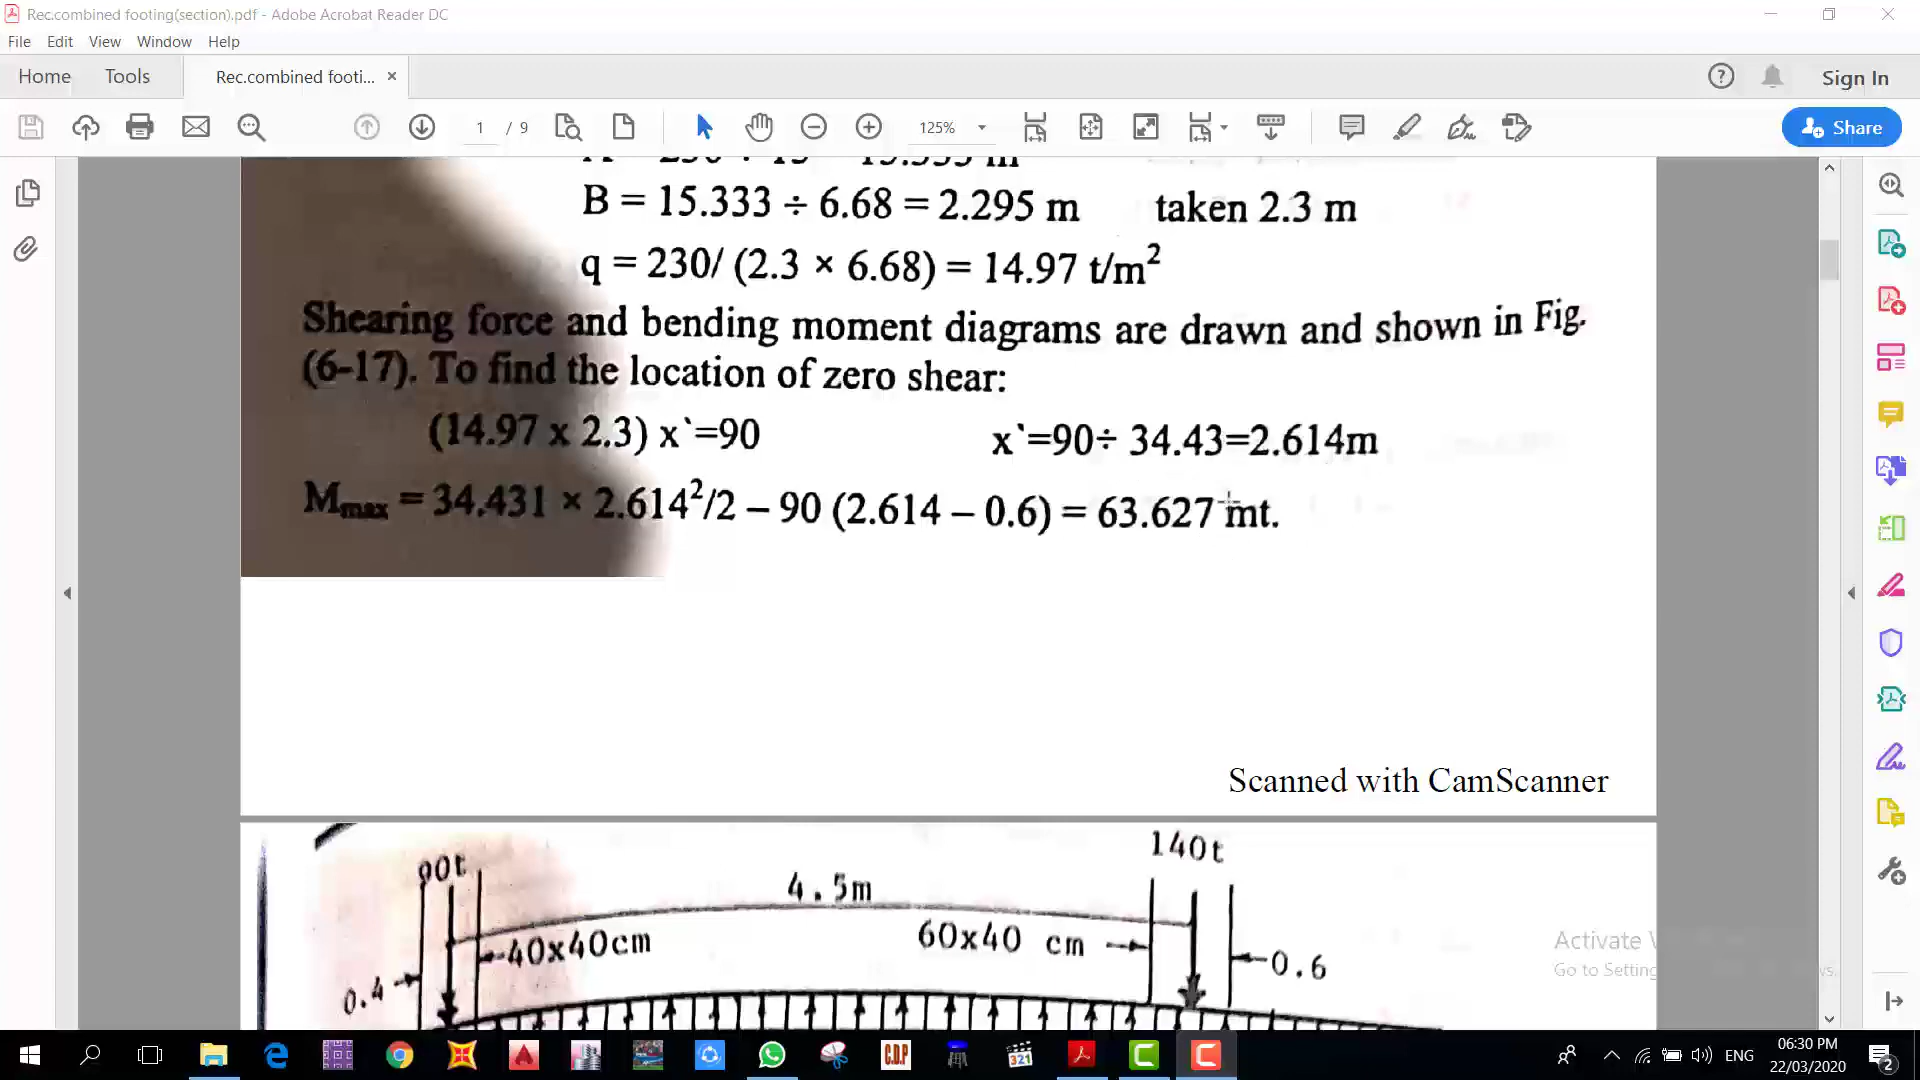 Rec.combined footing(section).pdf - Adobe Acrobat Reader DC
File Edit View Window Help
Home Tools Rec.combined footi... × Sign In
1 / 9 125% Share
B = 15.333 ÷ 6.68 = 2.295 m taken 2.3 m
q = 230/ (2.3 × 6.68) = 14.97 t/m²
Shearing force and bending moment diagrams are drawn and shown in Fig.
(6-17). To find the location of zero shear:
(14.97 x 2.3) x`=90 x`=90÷ 34.43=2.614m
Mmax = 34.431 × 2.614²/2 – 90 (2.614 – 0.6) = 63.627 mt.
Scanned with CamScanner
90t 140t
4.5m
40x40cm 60x40 cm
0.4 0.6
Activate
Go to Setting
C.D.P
321
ENG
06:30 PM
22/03/2020
2